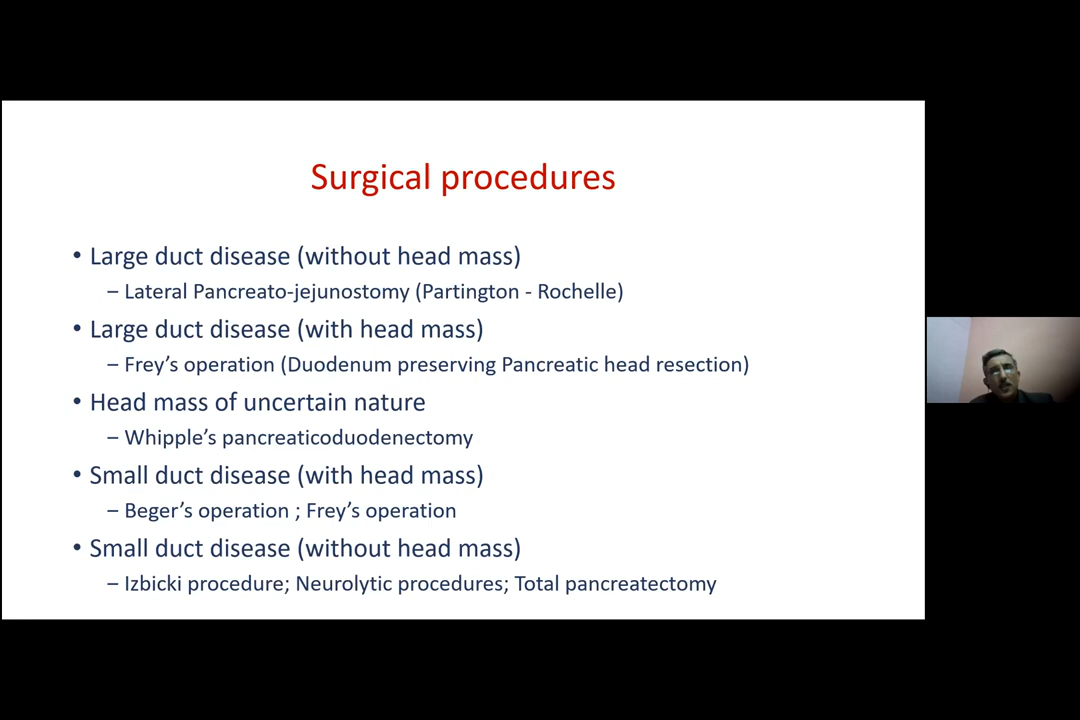 Surgical procedures
• Large duct disease (without head mass)
– Lateral Pancreato-jejunostomy (Partington - Rochelle)
• Large duct disease (with head mass)
– Frey’s operation (Duodenum preserving Pancreatic head resection)
• Head mass of uncertain nature
– Whipple’s pancreaticoduodenectomy
• Small duct disease (with head mass)
– Beger’s operation ; Frey’s operation
• Small duct disease (without head mass)
– Izbicki procedure; Neurolytic procedures; Total pancreatectomy